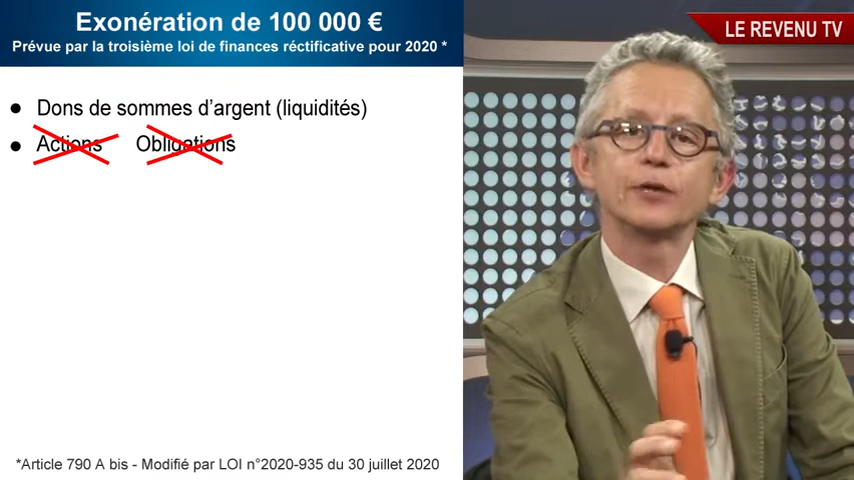 Exonération de 100 000 €
Prévue par la troisième loi de finances réctificative pour 2020 *
LE REVENU TV
● Dons de sommes d'argent (liquidités)
● Actions Obligations
*Article 790 A bis - Modifié par LOI n°2020-935 du 30 juillet 2020